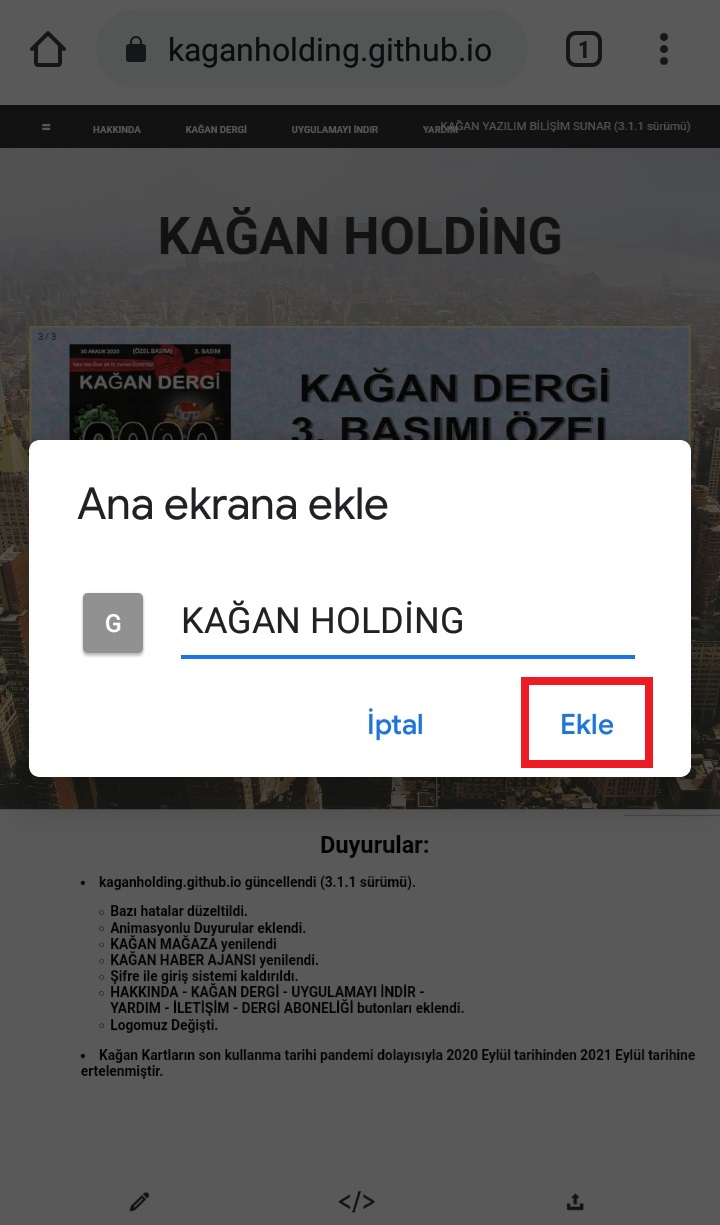 kaganholding.github.io
1
=
HAKKINDA
KAĞAN DERGİ
UYGULAMAYI İNDİR
YARDIM
KAĞAN YAZILIM BİLİŞİM SUNAR (3.1.1 sürümü)
KAĞAN HOLDİNG
3 / 3
30 ARALIK 2020 (ÖZEL BASIM) 3. BASIM
KAĞAN DERGİ
KAĞAN DERGİ
3. BASIMI ÖZEL
Ana ekrana ekle
G
KAĞAN HOLDİNG
İptal
Ekle
Duyurular:
• kaganholding.github.io güncellendi (3.1.1 sürümü).
○ Bazı hatalar düzeltildi.
○ Animasyonlu Duyurular eklendi.
○ KAĞAN MAĞAZA yenilendi
○ KAĞAN HABER AJANSI yenilendi.
○ Şifre ile giriş sistemi kaldırıldı.
○ HAKKINDA - KAĞAN DERGİ - UYGULAMAYI İNDİR -
YARDIM - İLETİŞİM - DERGİ ABONELİĞİ butonları eklendi.
○ Logomuz Değişti.
• Kağan Kartların son kullanma tarihi pandemi dolayısıyla 2020 Eylül tarihinden 2021 Eylül tarihine
ertelenmiştir.
</>